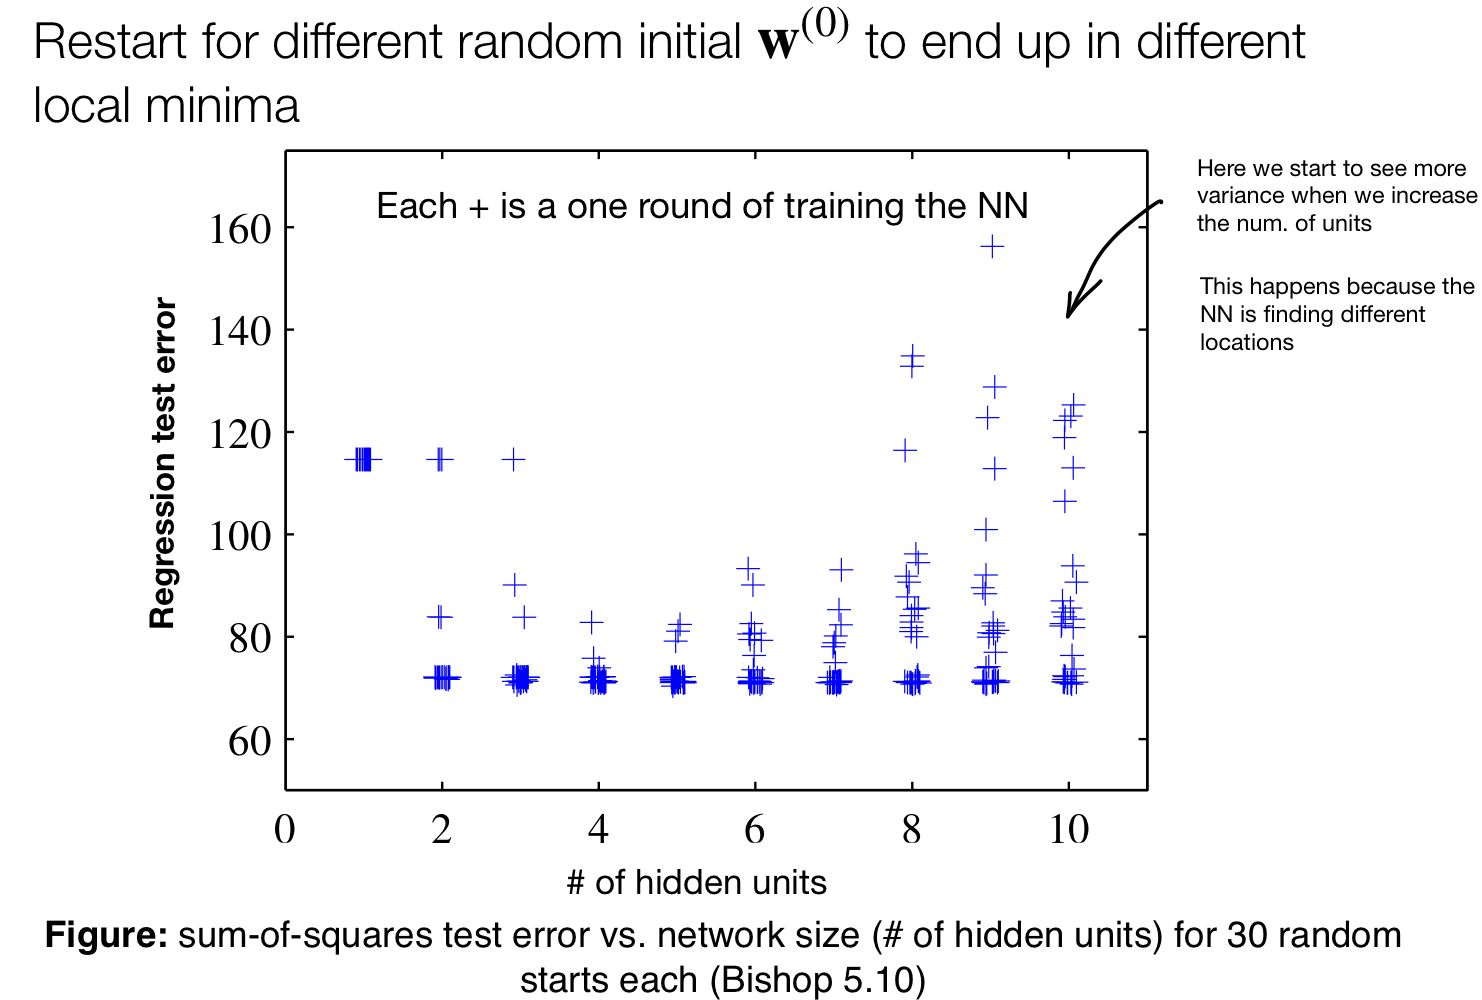 Restart for different random initial w(0) to end up in different
local minima
Each + is a one round of training the NN
Here we start to see more
variance when we increase
the num. of units
This happens because the
NN is finding different
locations
Regression test error
160
140
120
100
80
60
0 2 4 6 8 10
# of hidden units
Figure: sum-of-squares test error vs. network size (# of hidden units) for 30 random
starts each (Bishop 5.10)